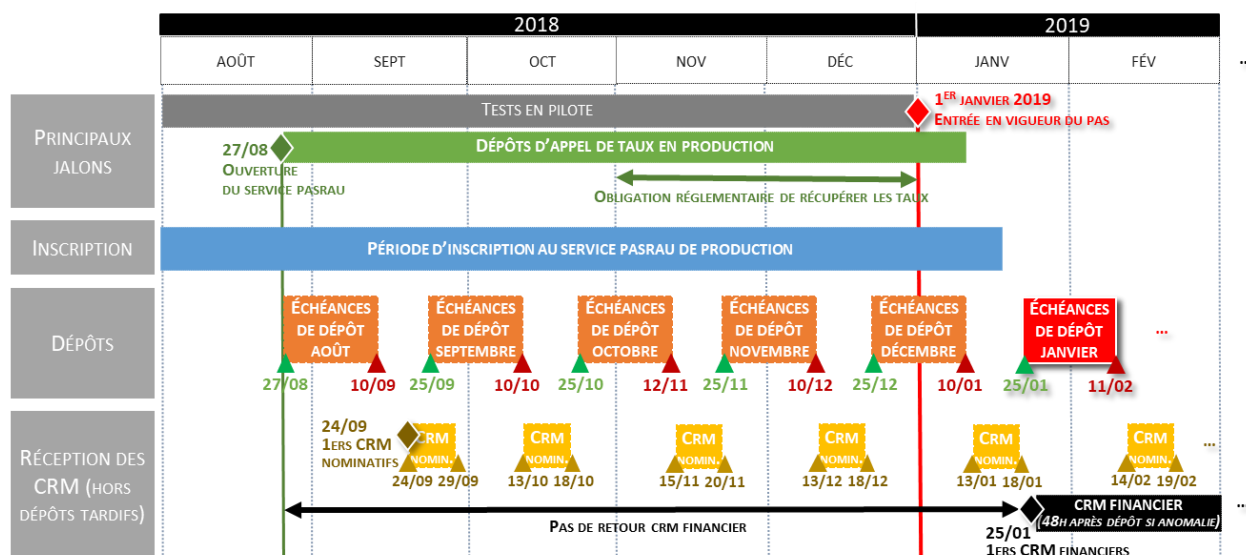 2018
2019
AOÛT
SEPT
OCT
NOV
DÉC
JANV
FÉV
...
PRINCIPAUX
JALONS
TESTS EN PILOTE
1ER JANVIER 2019
ENTRÉE EN VIGUEUR DU PAS
27/08
OUVERTURE
DU SERVICE PASRAU
DÉPÔTS D'APPEL DE TAUX EN PRODUCTION
OBLIGATION RÉGLEMENTAIRE DE RÉCUPÉRER LES TAUX
INSCRIPTION
PÉRIODE D'INSCRIPTION AU SERVICE PASRAU DE PRODUCTION
DÉPÔTS
ÉCHÉANCES
DE DÉPÔT
AOÛT
ÉCHÉANCES
DE DÉPÔT
SEPTEMBRE
ÉCHÉANCES
DE DÉPÔT
OCTOBRE
ÉCHÉANCES
DE DÉPÔT
NOVEMBRE
ÉCHÉANCES
DE DÉPÔT
DÉCEMBRE
ÉCHÉANCES
DE DÉPÔT
JANVIER
...
27/08
10/09
25/09
10/10
25/10
12/11
25/11
10/12
25/12
10/01
25/01
11/02
RÉCEPTION DES
CRM (HORS
DÉPÔTS TARDIFS)
24/09
1ERS CRM
NOMINATIFS
CRM
NOMIN.
24/09
29/09
CRM
NOMIN.
13/10
18/10
CRM
NOMIN.
15/11
20/11
CRM
NOMIN.
13/12
18/12
CRM
NOMIN.
13/01
18/01
CRM
NOMIN.
14/02
19/02
...
PAS DE RETOUR CRM FINANCIER
25/01
1ERS CRM FINANCIERS
CRM FINANCIER
(48H APRÈS DÉPÔT SI ANOMALIE)
...